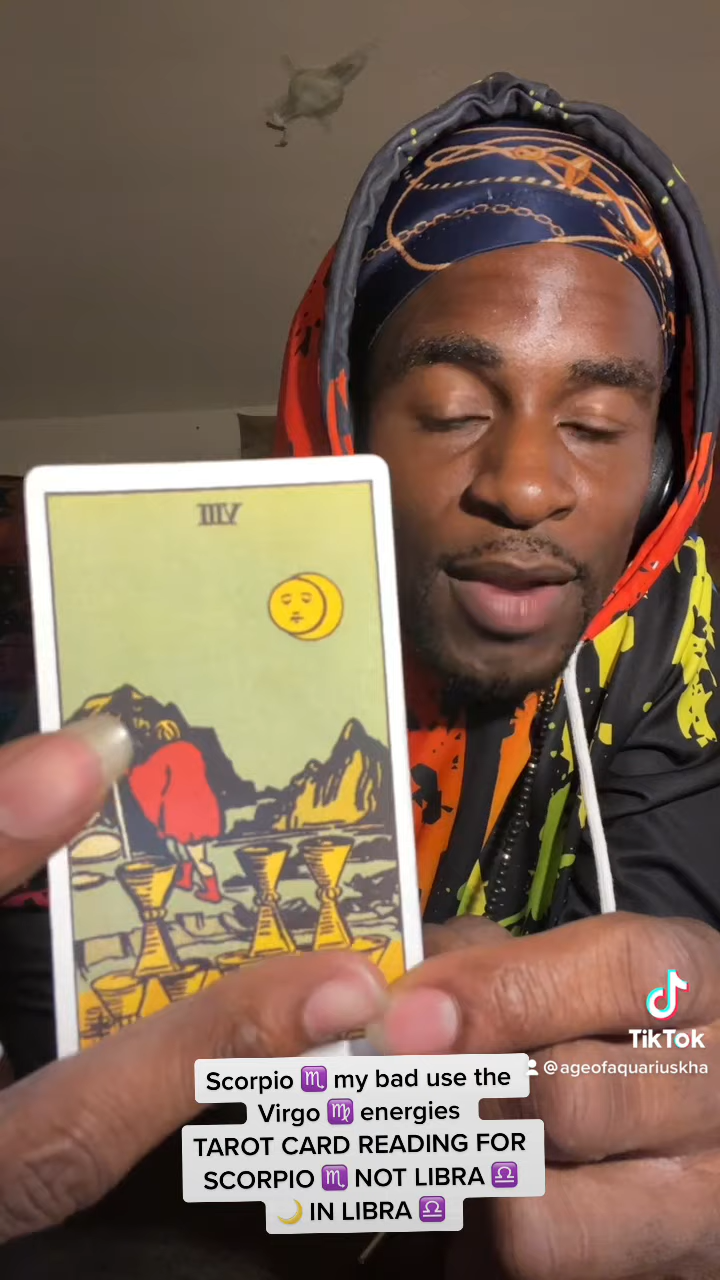 VIII
TikTok
@ageofaquariuskha
Scorpio ♏ my bad use the
Virgo ♍ energies
TAROT CARD READING FOR
SCORPIO ♏ NOT LIBRA ♎
🌙 IN LIBRA ♎